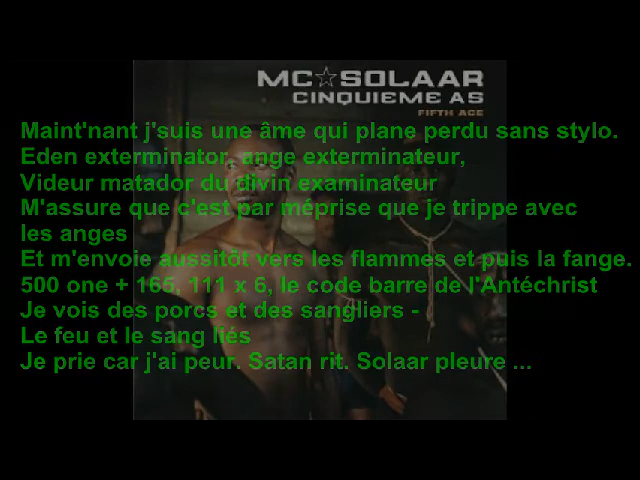 MC☆SOLAAR
CINQUIEME AS
FIFTH ACE
Maint'nant j'suis une âme qui plane perdu sans stylo.
Eden exterminator, ange exterminateur,
Videur matador du divin examinateur
M'assure que c'est par méprise que je trippe avec
les anges
Et m'envoie aussitôt vers les flammes et puis la fange.
500 one + 165, 111 x 6, le code barre de l'Antéchrist
Je vois des porcs et des sangliers -
Le feu et le sang liés
Je prie car j'ai peur. Satan rit. Solaar pleure ...